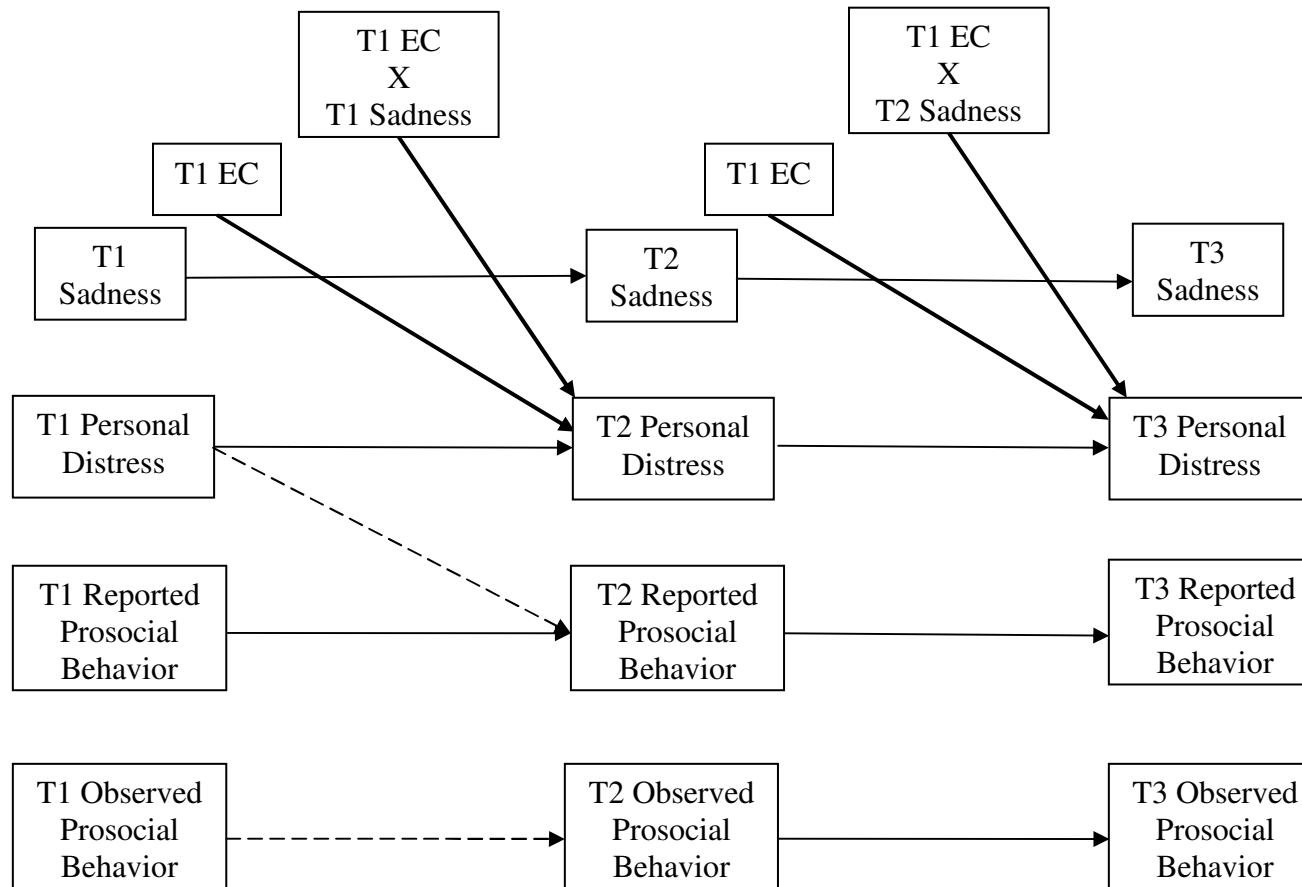 T1 EC
X
T1 Sadness
T1 EC
X
T2 Sadness
T1 EC
T1 EC
T1
Sadness
T2
Sadness
T3
Sadness
T1 Personal
Distress
T2 Personal
Distress
T3 Personal
Distress
T1 Reported
Prosocial
Behavior
T2 Reported
Prosocial
Behavior
T3 Reported
Prosocial
Behavior
T1 Observed
Prosocial
Behavior
T2 Observed
Prosocial
Behavior
T3 Observed
Prosocial
Behavior